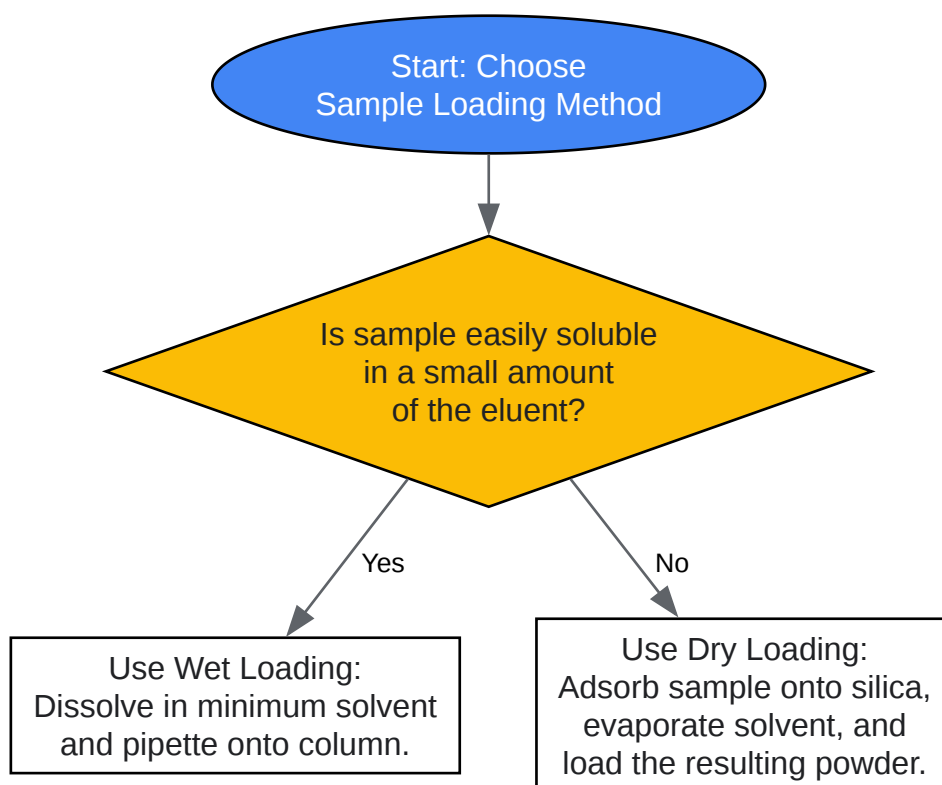 Start: Choose
Sample Loading Method
Is sample easily soluble
in a small amount
of the eluent?
Yes
No
Use Wet Loading:
Dissolve in minimum solvent
and pipette onto column.
Use Dry Loading:
Adsorb sample onto silica,
evaporate solvent, and
load the resulting powder.